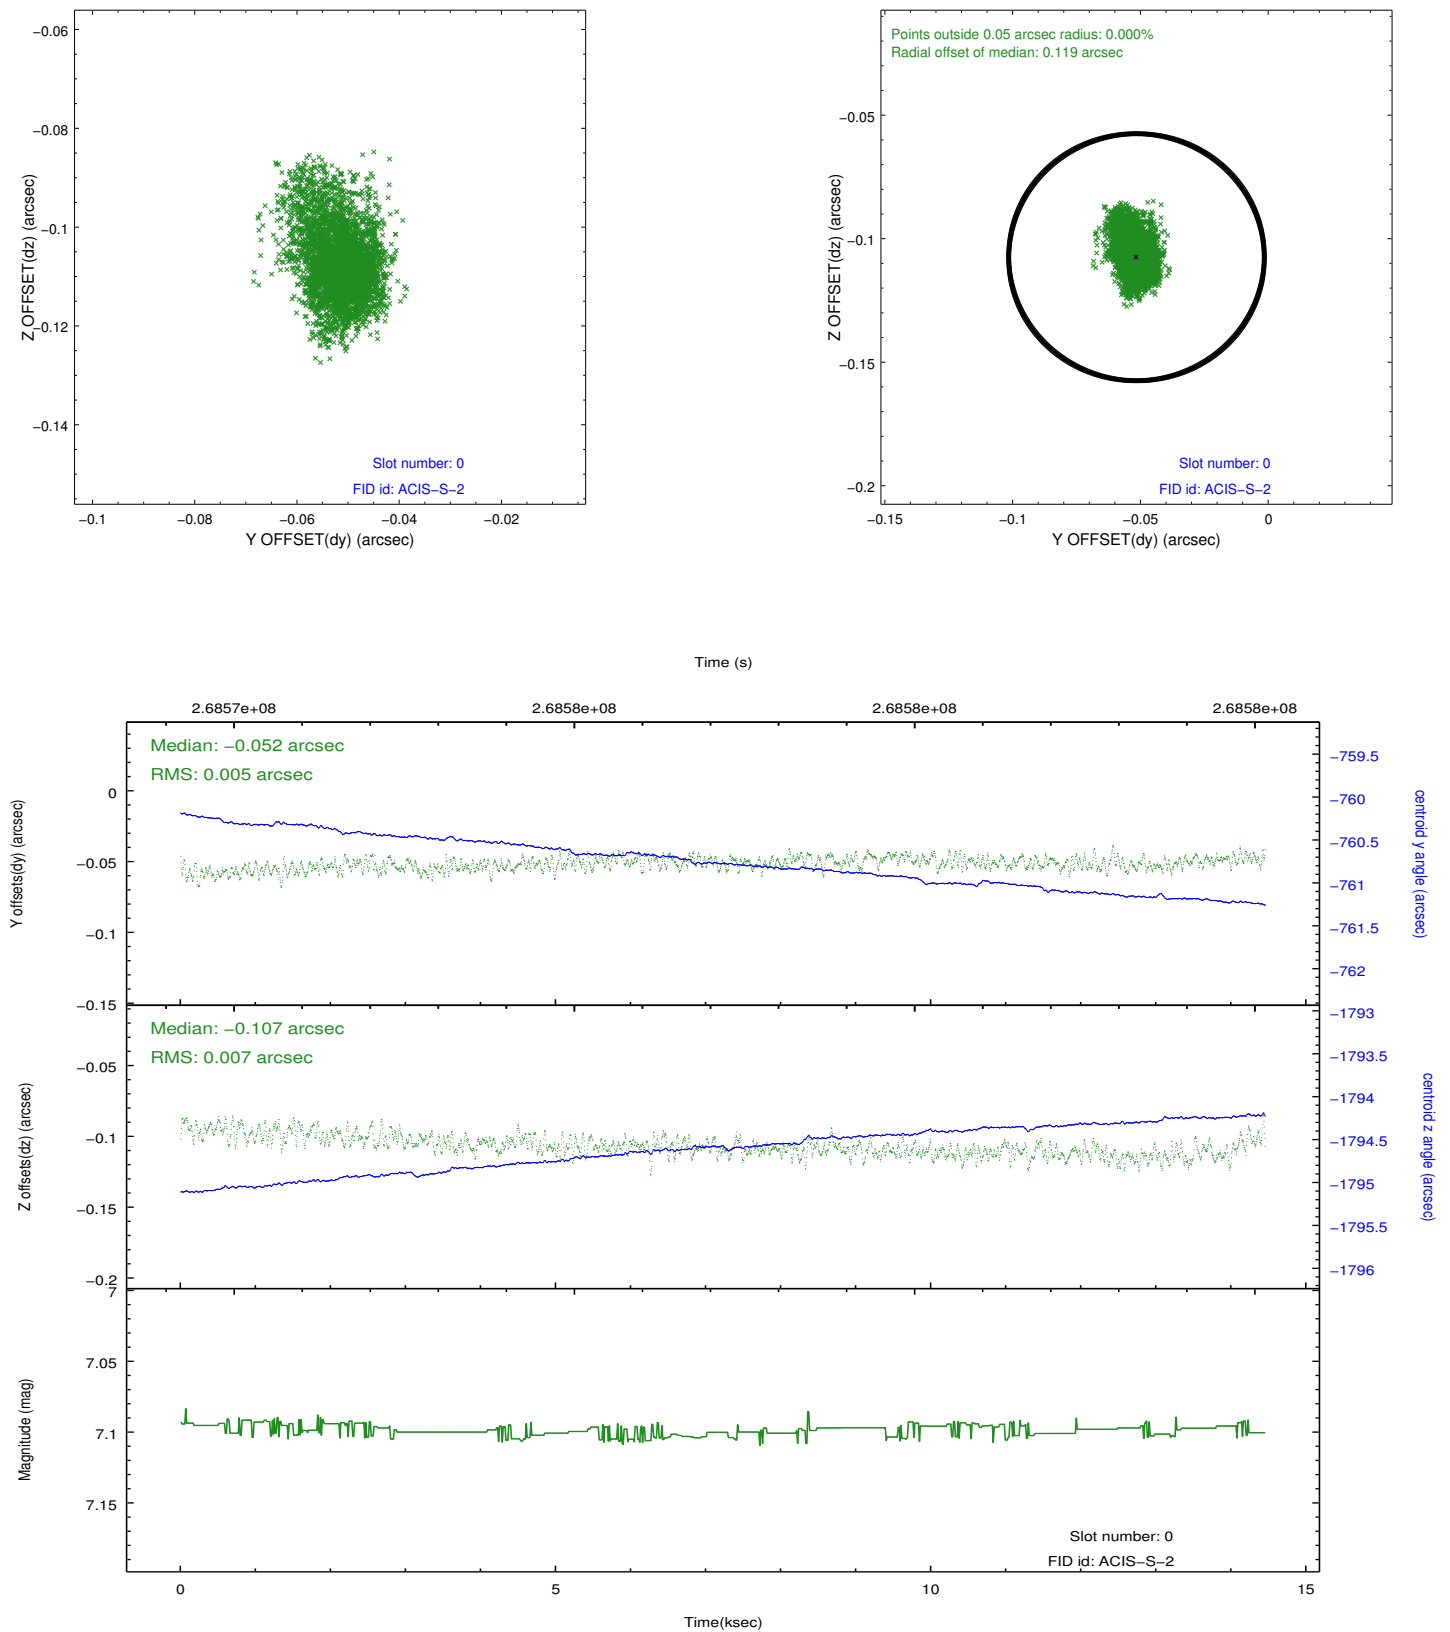 −0.06
−0.08
−0.1
−0.12
−0.14
Z OFFSET(dz) (arcsec)
Slot number: 0
FID id: ACIS−S−2
−0.1
−0.08
−0.06
−0.04
−0.02
Y OFFSET(dy) (arcsec)
Points outside 0.05 arcsec radius: 0.000%
Radial offset of median: 0.119 arcsec
−0.05
−0.1
−0.15
−0.2
Z OFFSET(dz) (arcsec)
Slot number: 0
FID id: ACIS−S−2
−0.15
−0.1
−0.05
0
Y OFFSET(dy) (arcsec)
Time (s)
2.6857e+08
2.6858e+08
2.6858e+08
2.6858e+08
Median: −0.052 arcsec
RMS: 0.005 arcsec
0
−0.05
−0.1
−0.15
Y offsets(dy) (arcsec)
−759.5
−760
−760.5
−761
−761.5
−762
centroid y angle (arcsec)
Median: −0.107 arcsec
RMS: 0.007 arcsec
−0.05
−0.1
−0.15
−0.2
Z offsets(dz) (arcsec)
−1793
−1793.5
−1794
−1794.5
−1795
−1795.5
−1796
centroid z angle (arcsec)
7
7.05
7.1
7.15
Magnitude (mag)
Slot number: 0
FID id: ACIS−S−2
0
5
10
15
Time(ksec)